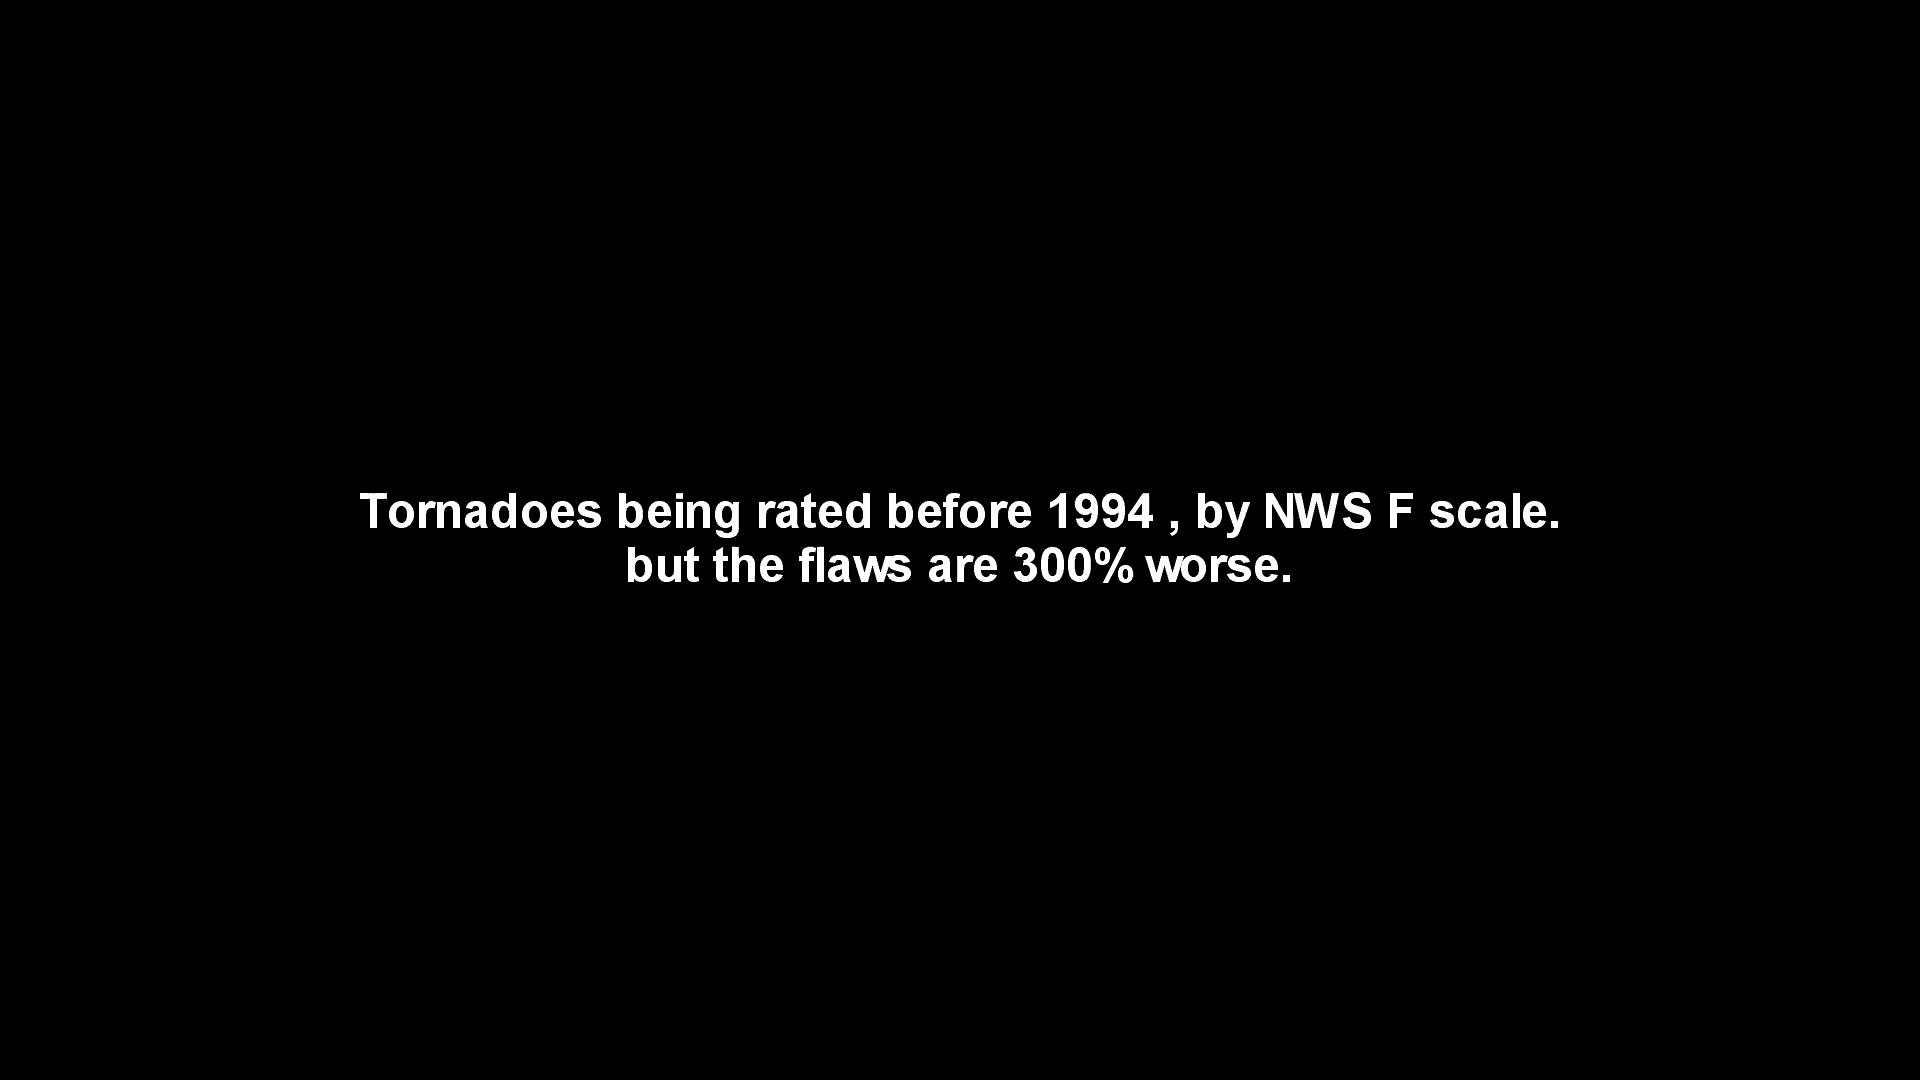 Tornadoes being rated before 1994 , by NWS F scale.
but the flaws are 300% worse.